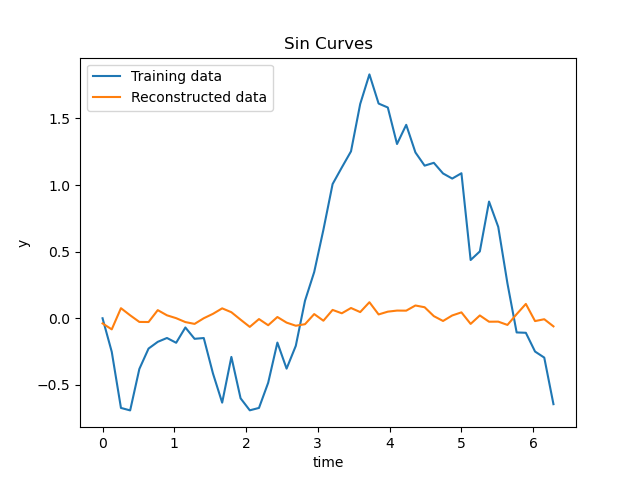 Sin Curves
Training data
Reconstructed data
y
1.5
1.0
0.5
0.0
−0.5
0 1 2 3 4 5 6
time